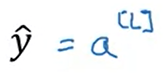 ŷ = a^[L]